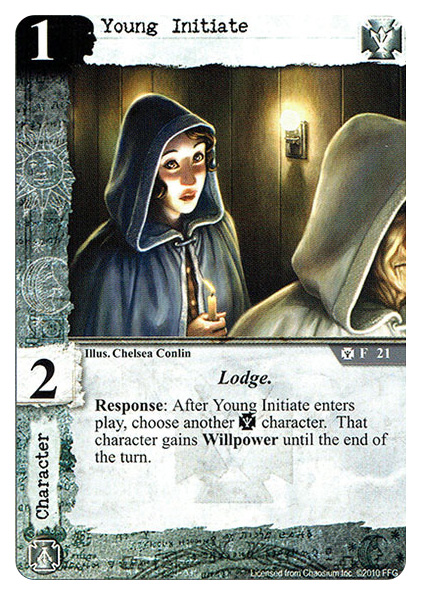 1
Young Initiate
Illus. Chelsea Conlin
F 21
2
Lodge.
Response: After Young Initiate enters
play, choose another character. That
character gains Willpower until the end of
the turn.
Character
Licensed from Chaosium Inc. ©2010 FFG